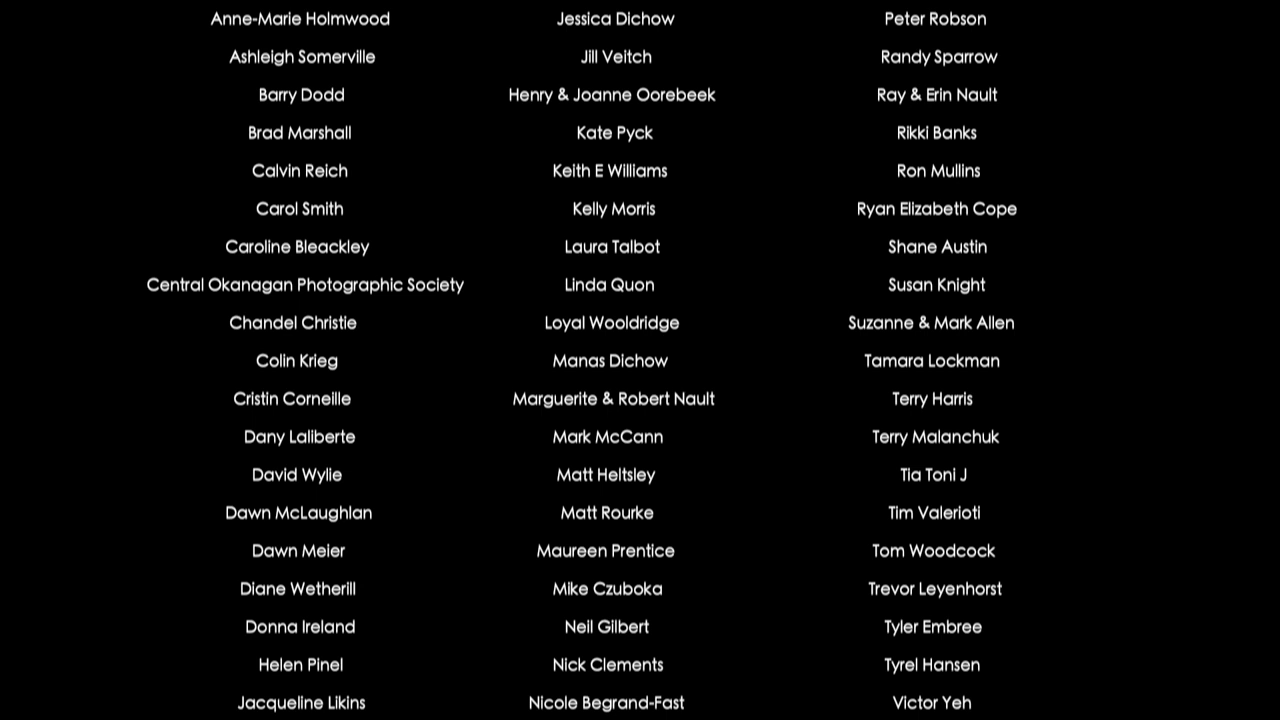 Anne-Marie Holmwood
Ashleigh Somerville
Barry Dodd
Brad Marshall
Calvin Reich
Carol Smith
Caroline Bleackley
Central Okanagan Photographic Society
Chandel Christie
Colin Krieg
Cristin Corneille
Dany Laliberte
David Wylie
Dawn McLaughlan
Dawn Meier
Diane Wetherill
Donna Ireland
Helen Pinel
Jacqueline Likins
Jessica Dichow
Jill Veitch
Henry & Joanne Oorebeek
Kate Pyck
Keith E Williams
Kelly Morris
Laura Talbot
Linda Quon
Loyal Wooldridge
Manas Dichow
Marguerite & Robert Nault
Mark McCann
Matt Heltsley
Matt Rourke
Maureen Prentice
Mike Czuboka
Neil Gilbert
Nick Clements
Nicole Begrand-Fast
Peter Robson
Randy Sparrow
Ray & Erin Nault
Rikki Banks
Ron Mullins
Ryan Elizabeth Cope
Shane Austin
Susan Knight
Suzanne & Mark Allen
Tamara Lockman
Terry Harris
Terry Malanchuk
Tia Toni J
Tim Valerioti
Tom Woodcock
Trevor Leyenhorst
Tyler Embree
Tyrel Hansen
Victor Yeh